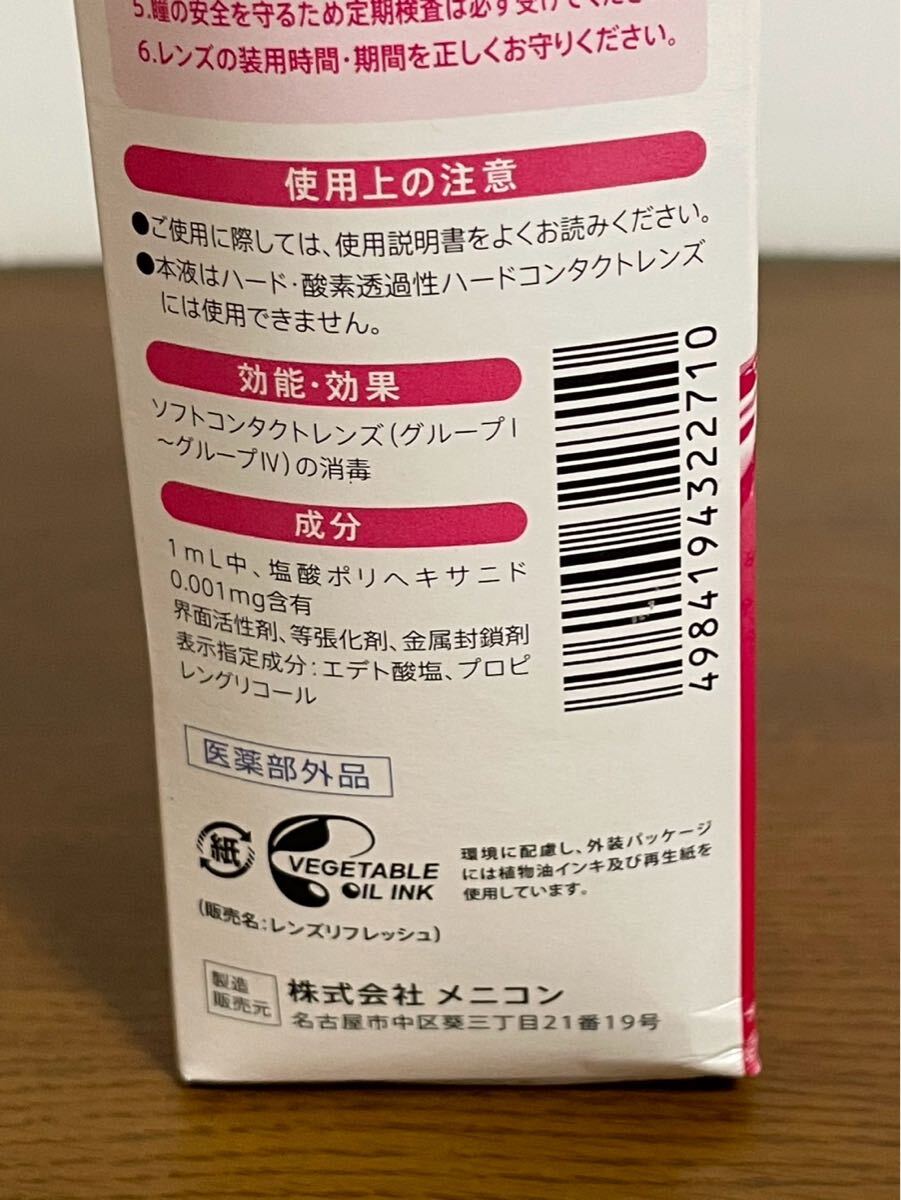 5.瞳の安全を守るため定期検査は必ず受けてくださ
6.レンズの装用時間・期間を正しくお守りください。
使用上の注意
●ご使用に際しては、使用説明書をよくお読みください。
●本液はハード・酸素透過性ハードコンタクトレンズ
には使用できません。
効能・効果
ソフトコンタクトレンズ(グループI
～グループIV)の消毒
成分
1mL中、塩酸ポリヘキサニド
0.001mg含有
界面活性剤、等張化剤、金属封鎖剤
表示指定成分：エデト酸塩、プロピ
レングリコール
4984194322710
医薬部外品
紙
VEGETABLE
OIL INK
環境に配慮し、外装パッケージ
には植物油インキ及び再生紙を
使用しています。
(販売名：レンズリフレッシュ)
製造
販売元
株式会社 メニコン
名古屋市中区葵三丁目21番19号